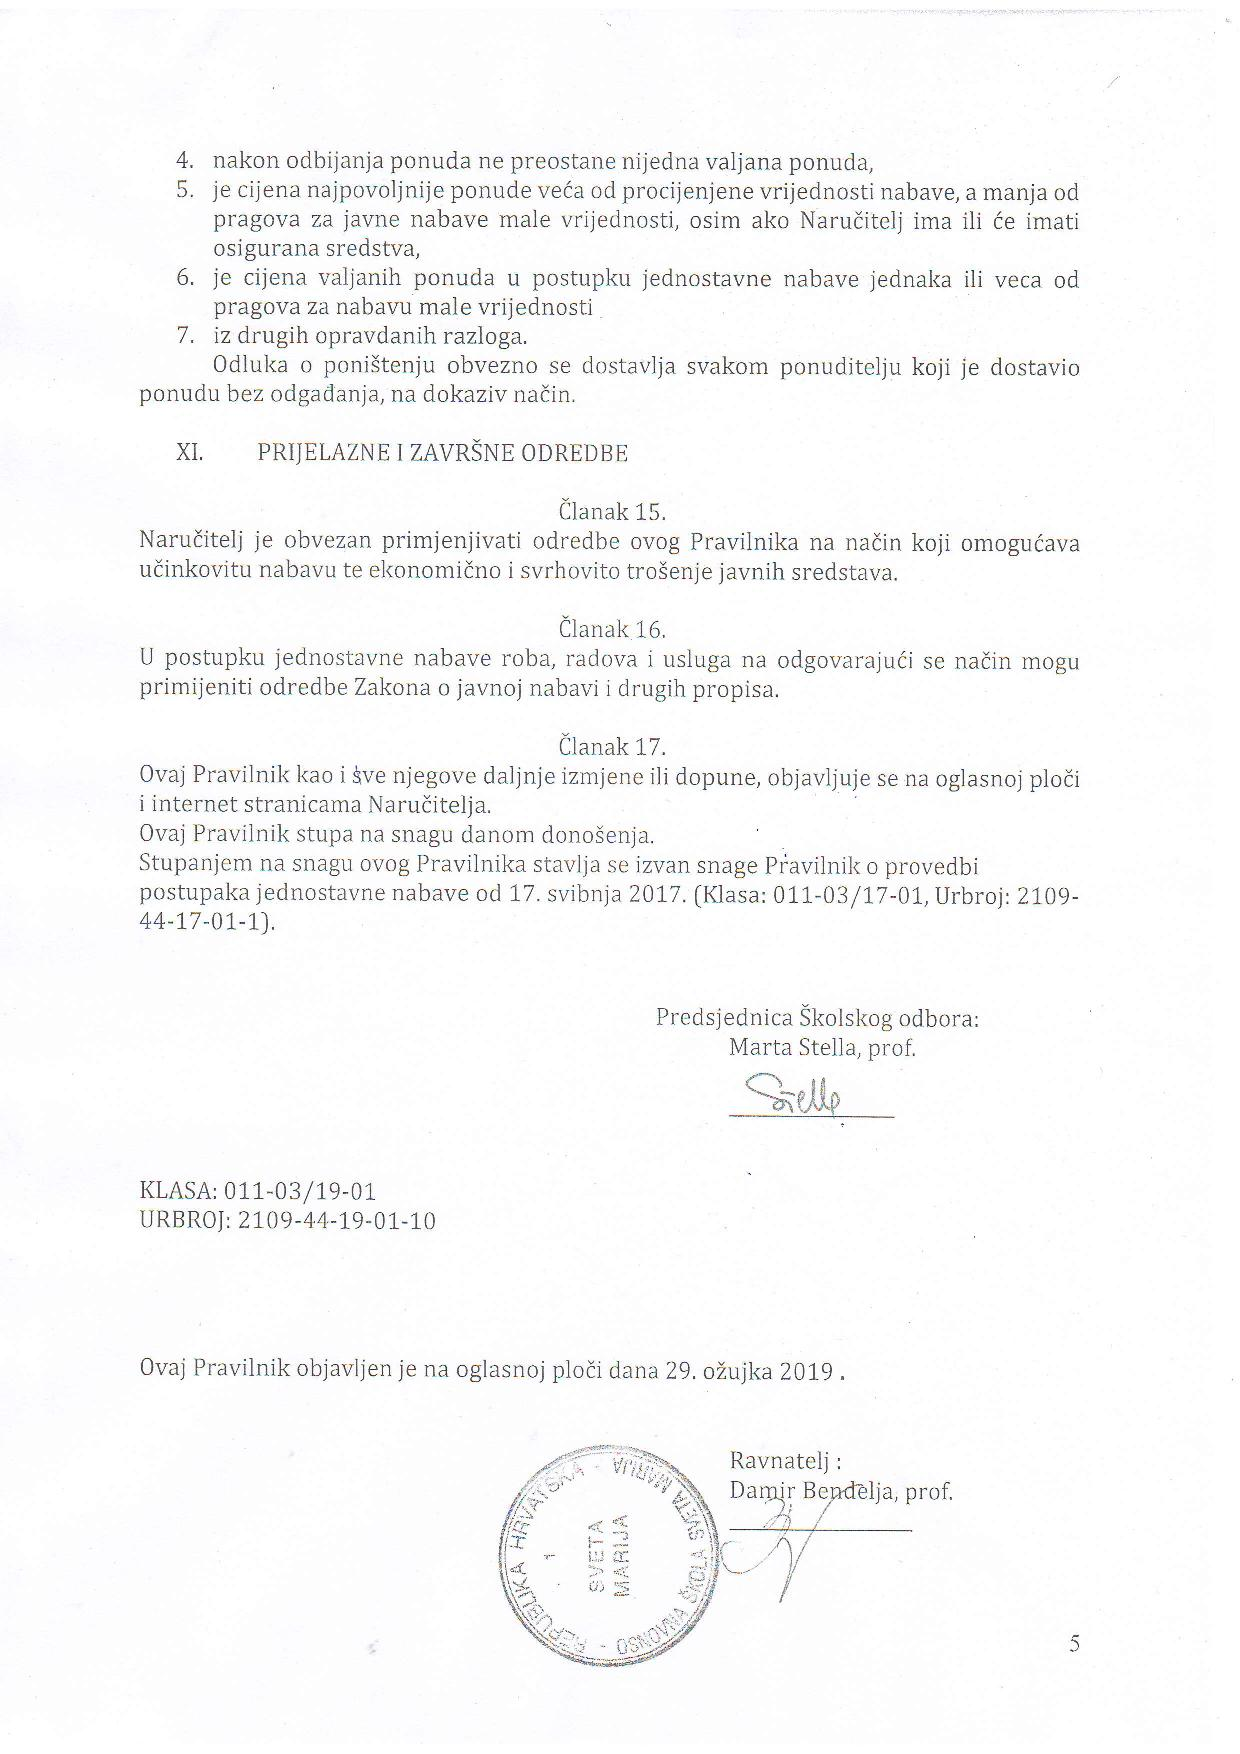 4. nakon odbijanja ponuda ne preostane nijedna valjana ponuda,
5. je cijena najpovoljnije ponude veća od procijenjene vrijednosti nabave, a manja od
pragova za javne nabave male vrijednosti, osim ako Naručitelj ima ili će imati
osigurana sredstva,
6. je cijena valjanih ponuda u postupku jednostavne nabave jednaka ili veca od
pragova za nabavu male vrijednosti
7. iz drugih opravdanih razloga.
Odluka o poništenju obvezno se dostavlja svakom ponuditelju koji je dostavio
ponudu bez odgađanja, na dokaziv način.
XI. PRIJELAZNE I ZAVRŠNE ODREDBE
Članak 15.
Naručitelj je obvezan primjenjivati odredbe ovog Pravilnika na način koji omogućava
učinkovitu nabavu te ekonomično i svrhovito trošenje javnih sredstava.
Članak 16.
U postupku jednostavne nabave roba, radova i usluga na odgovarajući se način mogu
primijeniti odredbe Zakona o javnoj nabavi i drugih propisa.
Članak 17.
Ovaj Pravilnik kao i sve njegove daljnje izmjene ili dopune, objavljuje se na oglasnoj ploči
i internet stranicama Naručitelja.
Ovaj Pravilnik stupa na snagu danom donošenja.
Stupanjem na snagu ovog Pravilnika stavlja se izvan snage Pravilnik o provedbi
postupaka jednostavne nabave od 17. svibnja 2017. (Klasa: 011-03/17-01, Urbroj: 2109-
44-17-01-1).
Predsjednica Školskog odbora:
Marta Stella, prof.
Stella
KLASA: 011-03/19-01
URBROJ: 2109-44-19-01-10
Ovaj Pravilnik objavljen je na oglasnoj ploči dana 29. ožujka 2019 .
Ravnatelj :
Damir Bendelja, prof.
REPUBLIKA HRVATSKA - OSNOVNA ŠKOLA SVETA MARIJA -
1
SVETA
MARIJA
5